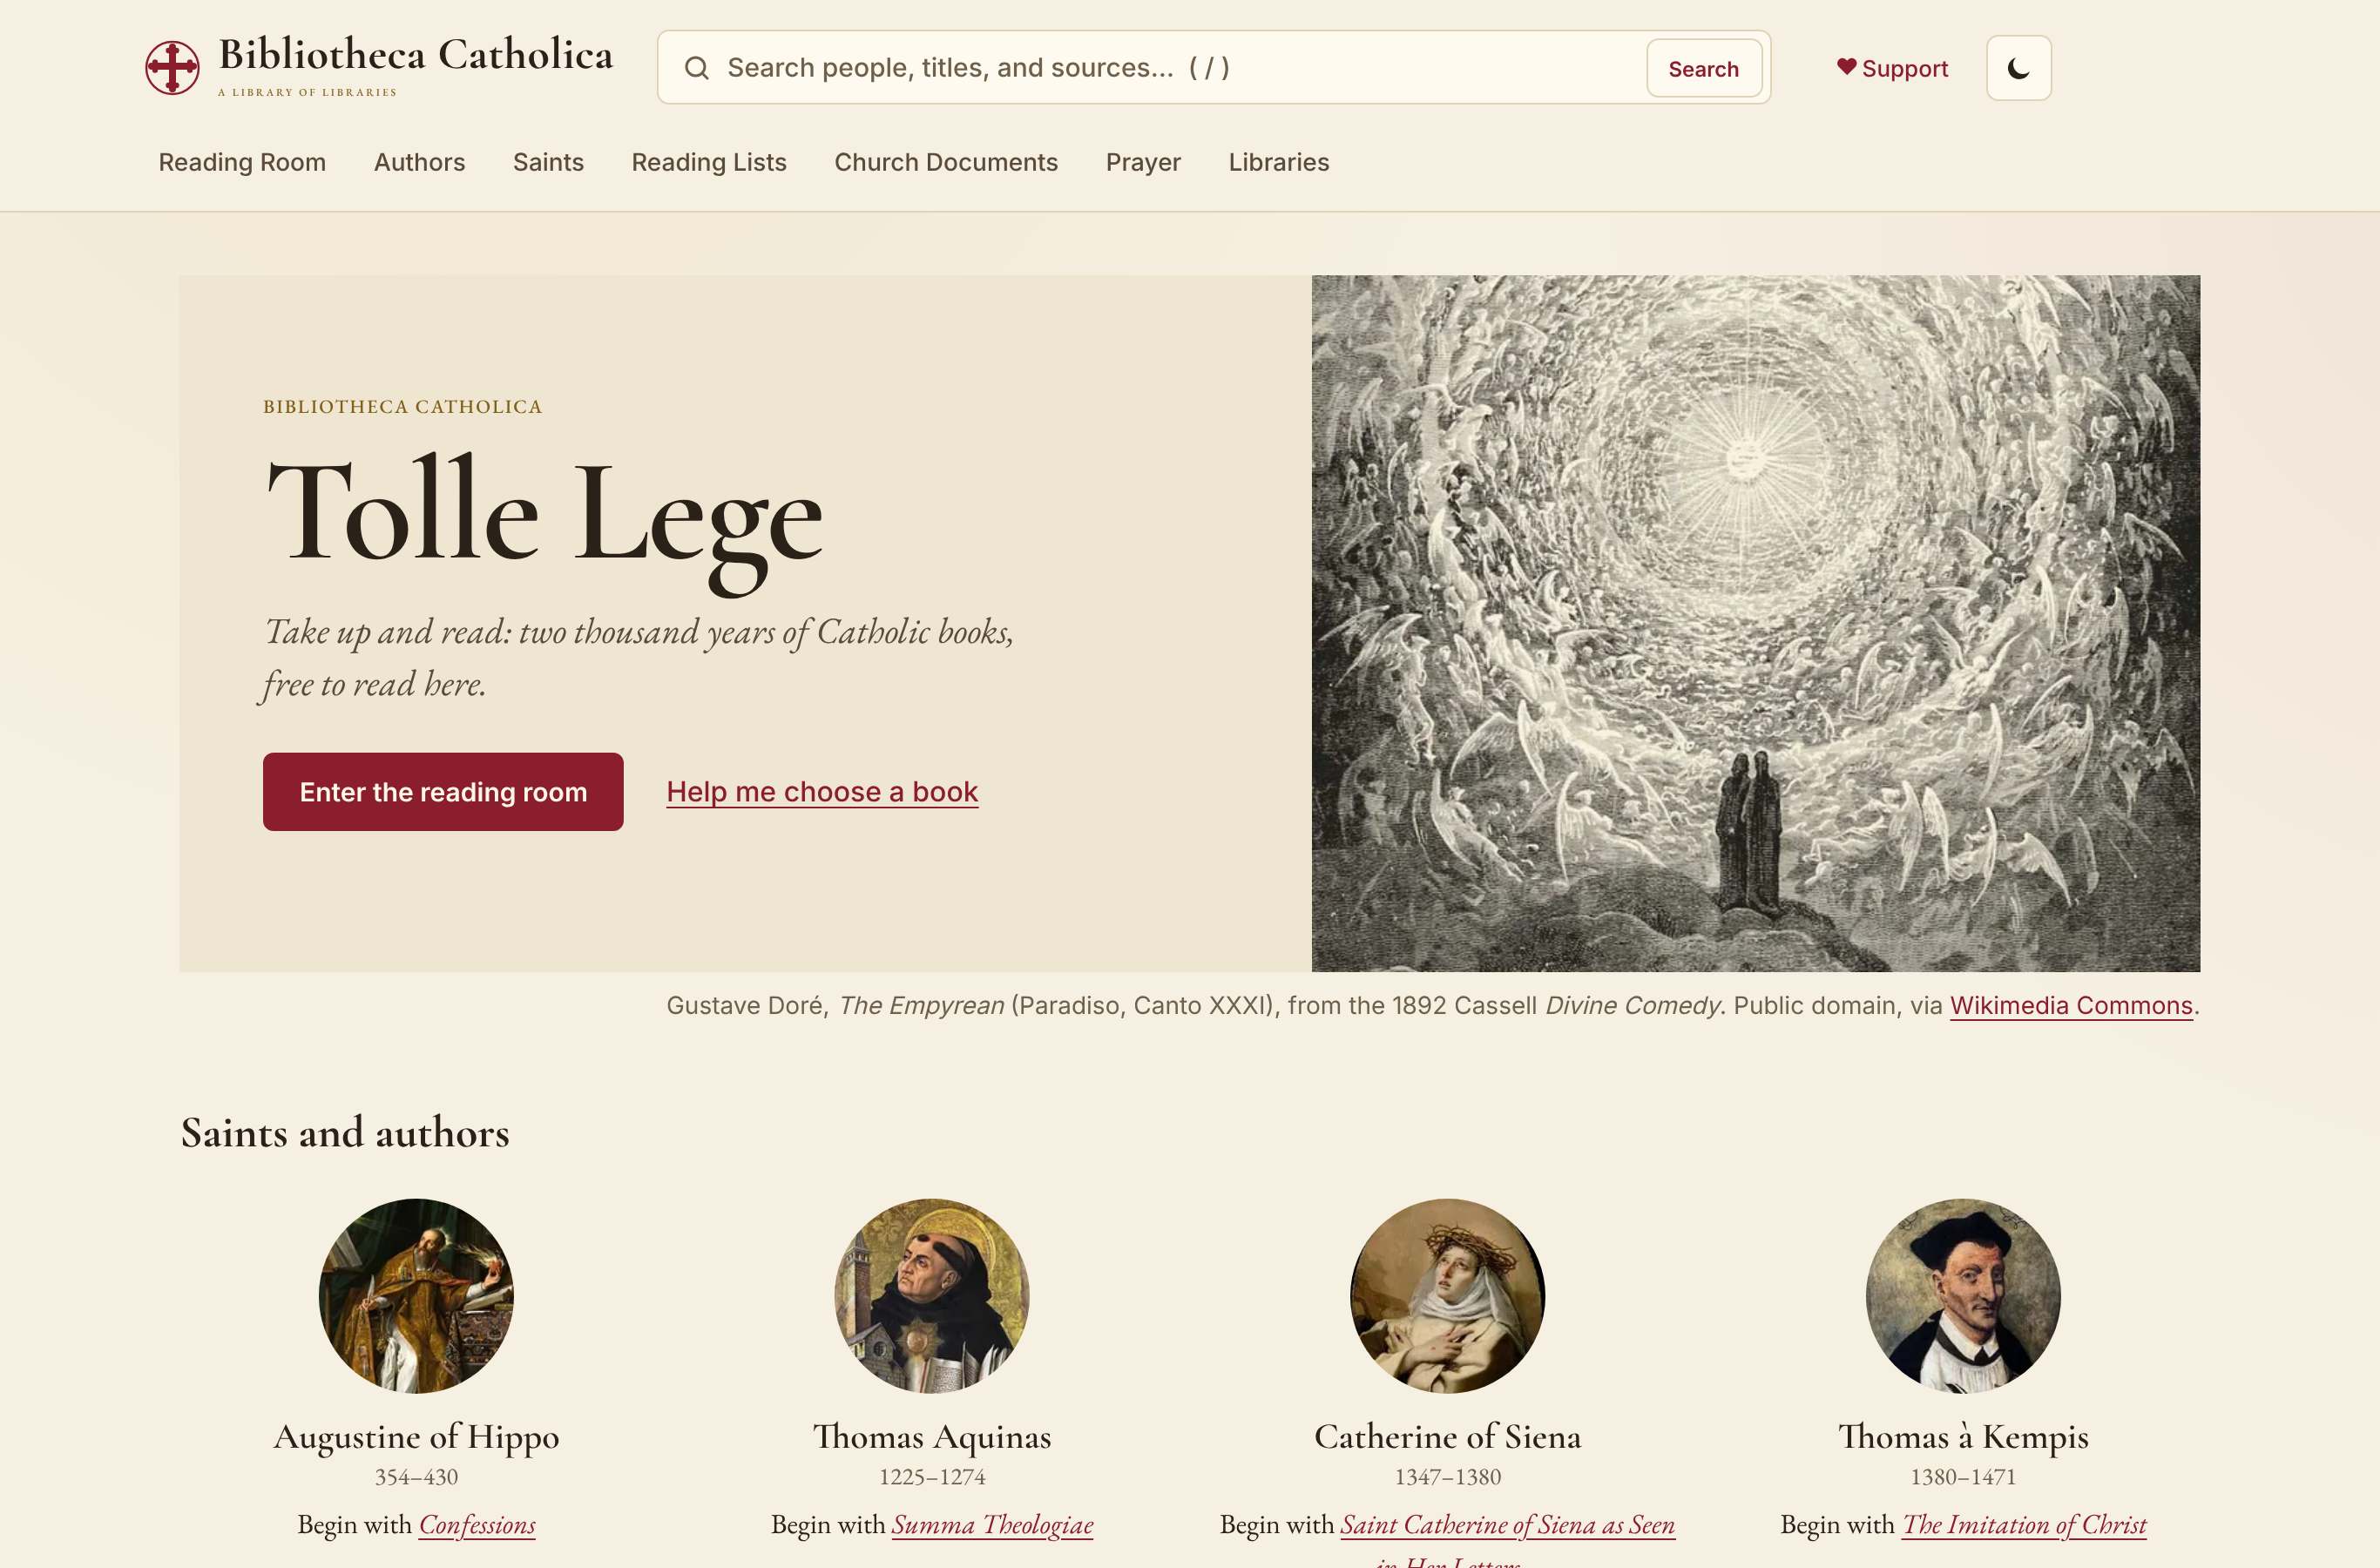 Bibliotheca Catholica
A LIBRARY OF LIBRARIES
Search people, titles, and sources... ( / )
Search
Support
Reading Room Authors Saints Reading Lists Church Documents Prayer Libraries
BIBLIOTHECA CATHOLICA
Tolle Lege
Take up and read: two thousand years of Catholic books,
free to read here.
Enter the reading room Help me choose a book
Gustave Doré, The Empyrean (Paradiso, Canto XXXI), from the 1892 Cassell Divine Comedy. Public domain, via Wikimedia Commons.
Saints and authors
Augustine of Hippo
354–430
Begin with Confessions
Thomas Aquinas
1225–1274
Begin with Summa Theologiae
Catherine of Siena
1347–1380
Begin with Saint Catherine of Siena as Seen
in Her Letters
Thomas à Kempis
1380–1471
Begin with The Imitation of Christ